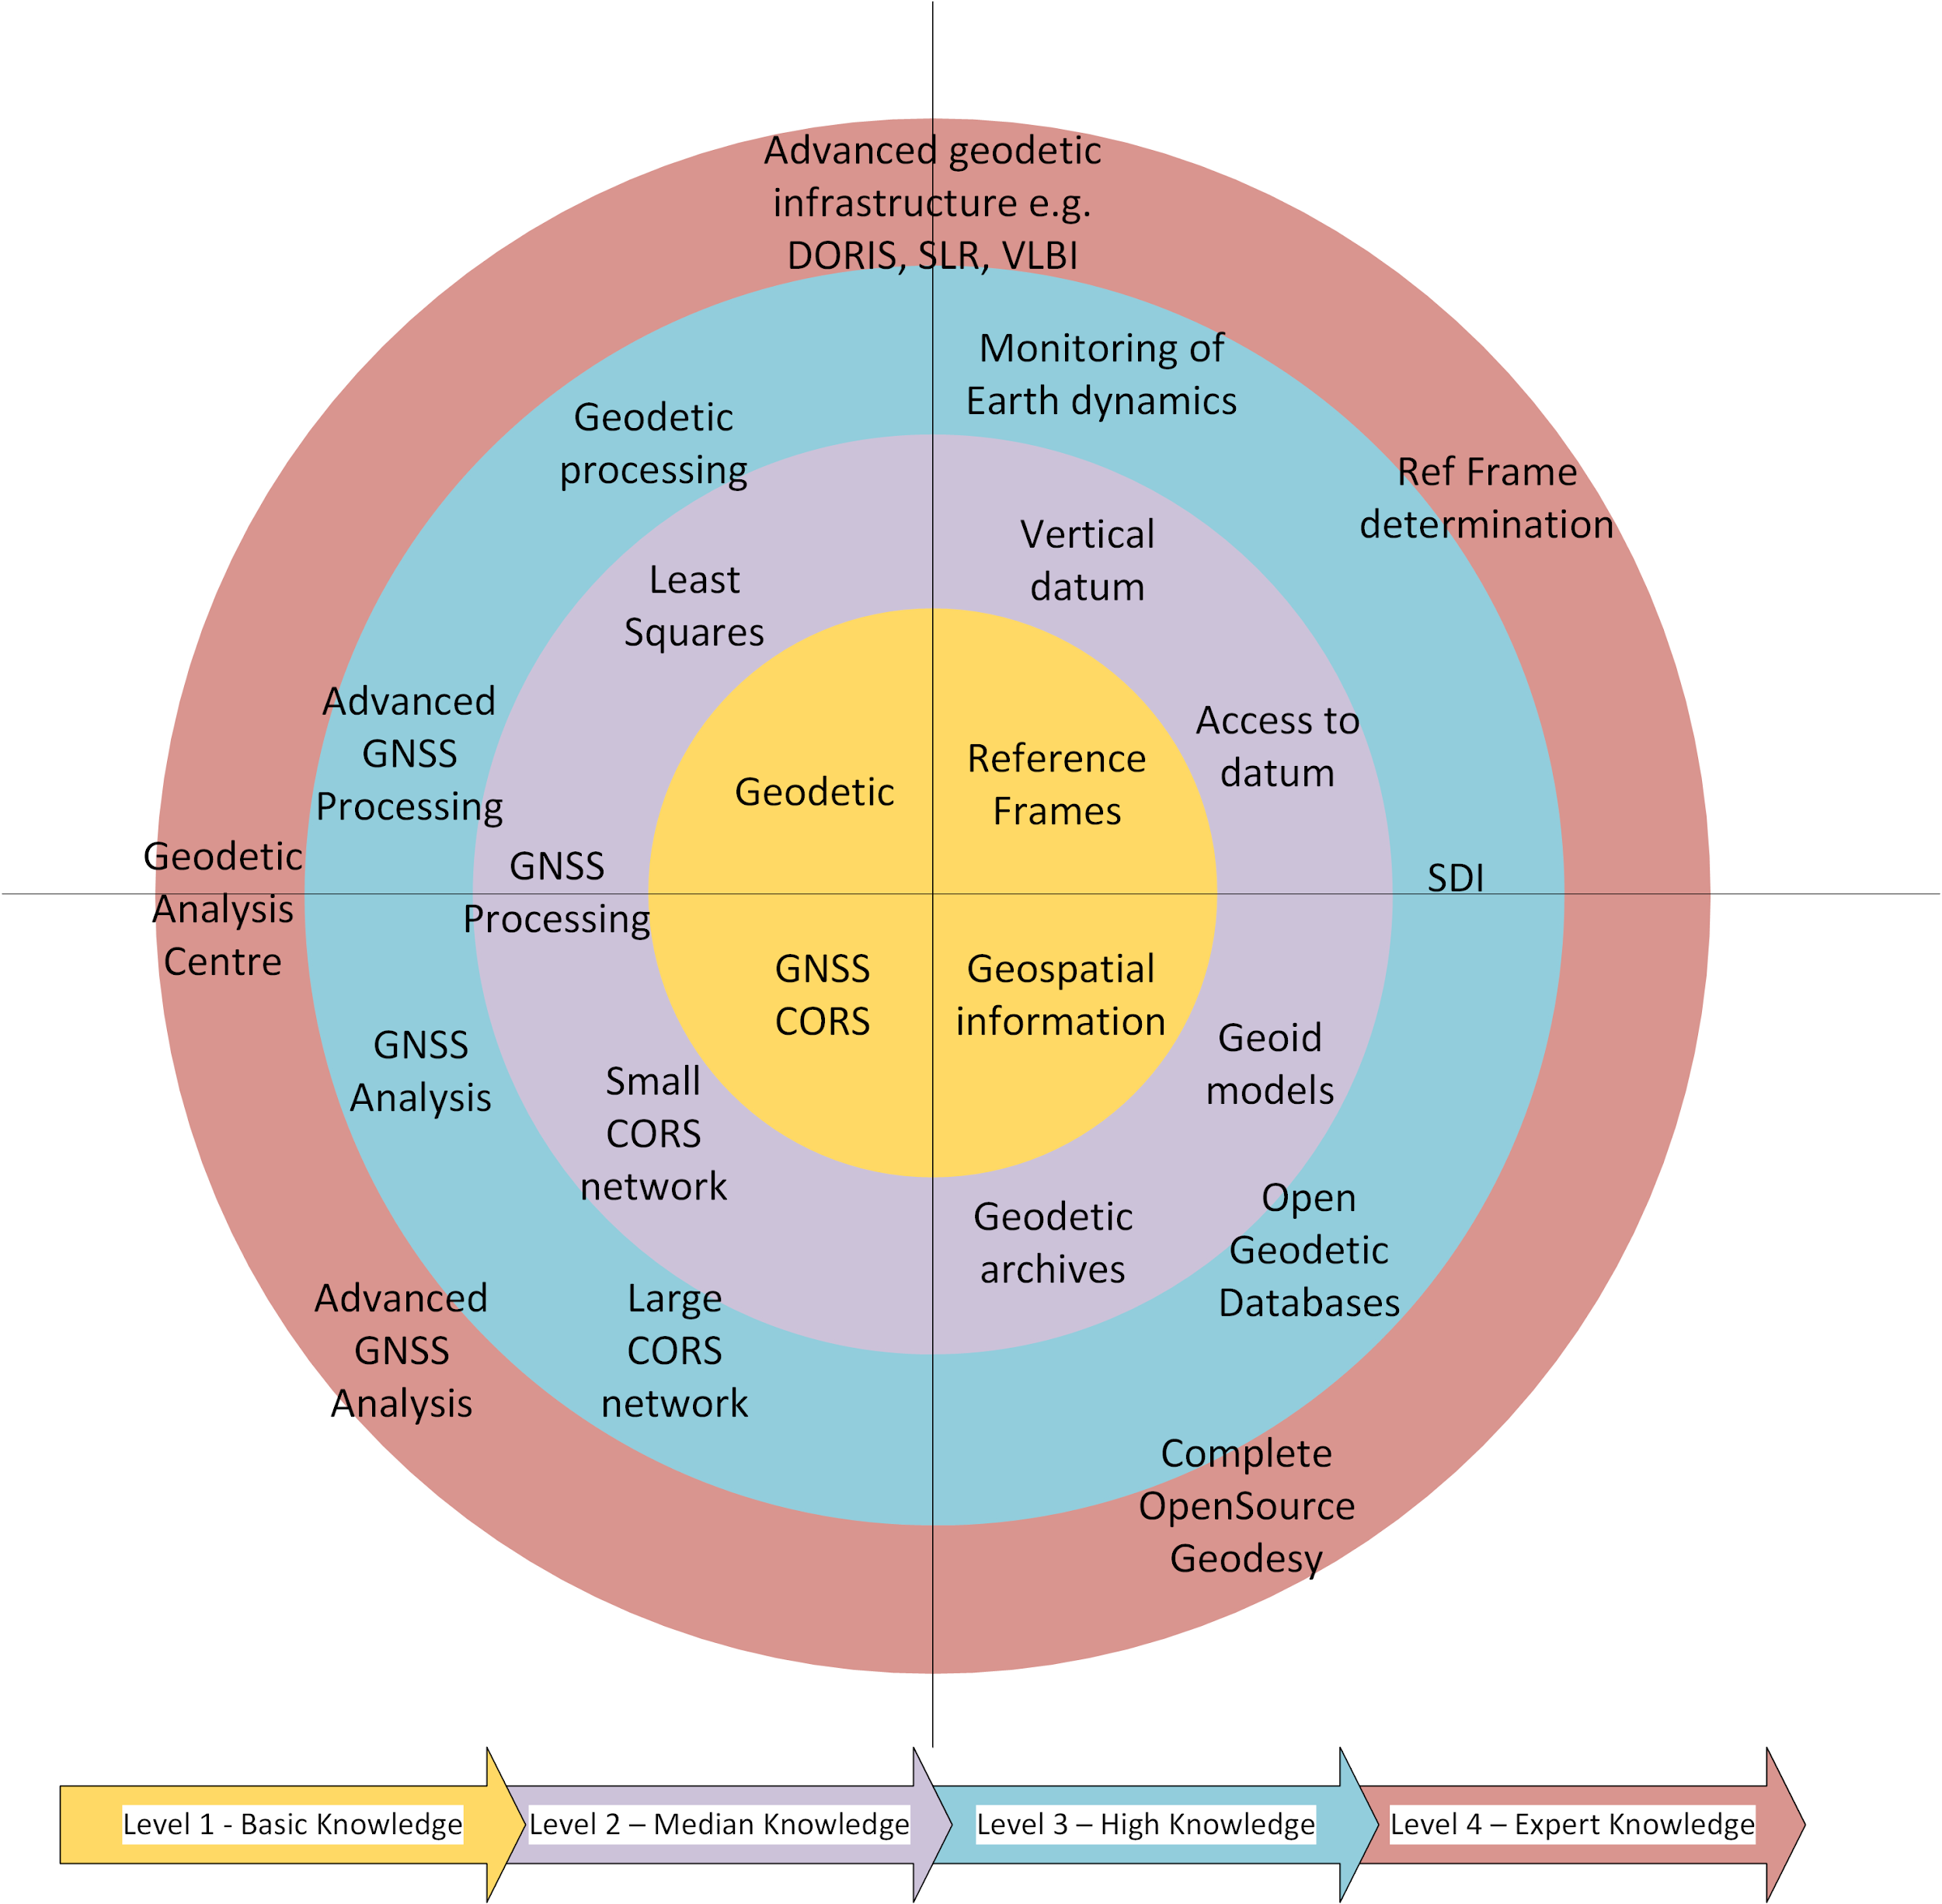 Advanced geodetic
infrastructure e.g.
DORIS, SLR, VLBI
Monitoring of
Earth dynamics
Geodetic
processing
Ref Frame
determination
Vertical
datum
Least
Squares
Advanced
GNSS
Processing
Access to
datum
Reference
Frames
Geodetic
Geodetic
Analysis
Centre
GNSS
Processing
SDI
GNSS
CORS
Geospatial
information
GNSS
Analysis
Geoid
models
Small
CORS
network
Open
Geodetic
Databases
Geodetic
archives
Advanced
GNSS
Analysis
Large
CORS
network
Complete
OpenSource
Geodesy
Level 1 - Basic Knowledge
Level 2 – Median Knowledge
Level 3 – High Knowledge
Level 4 – Expert Knowledge